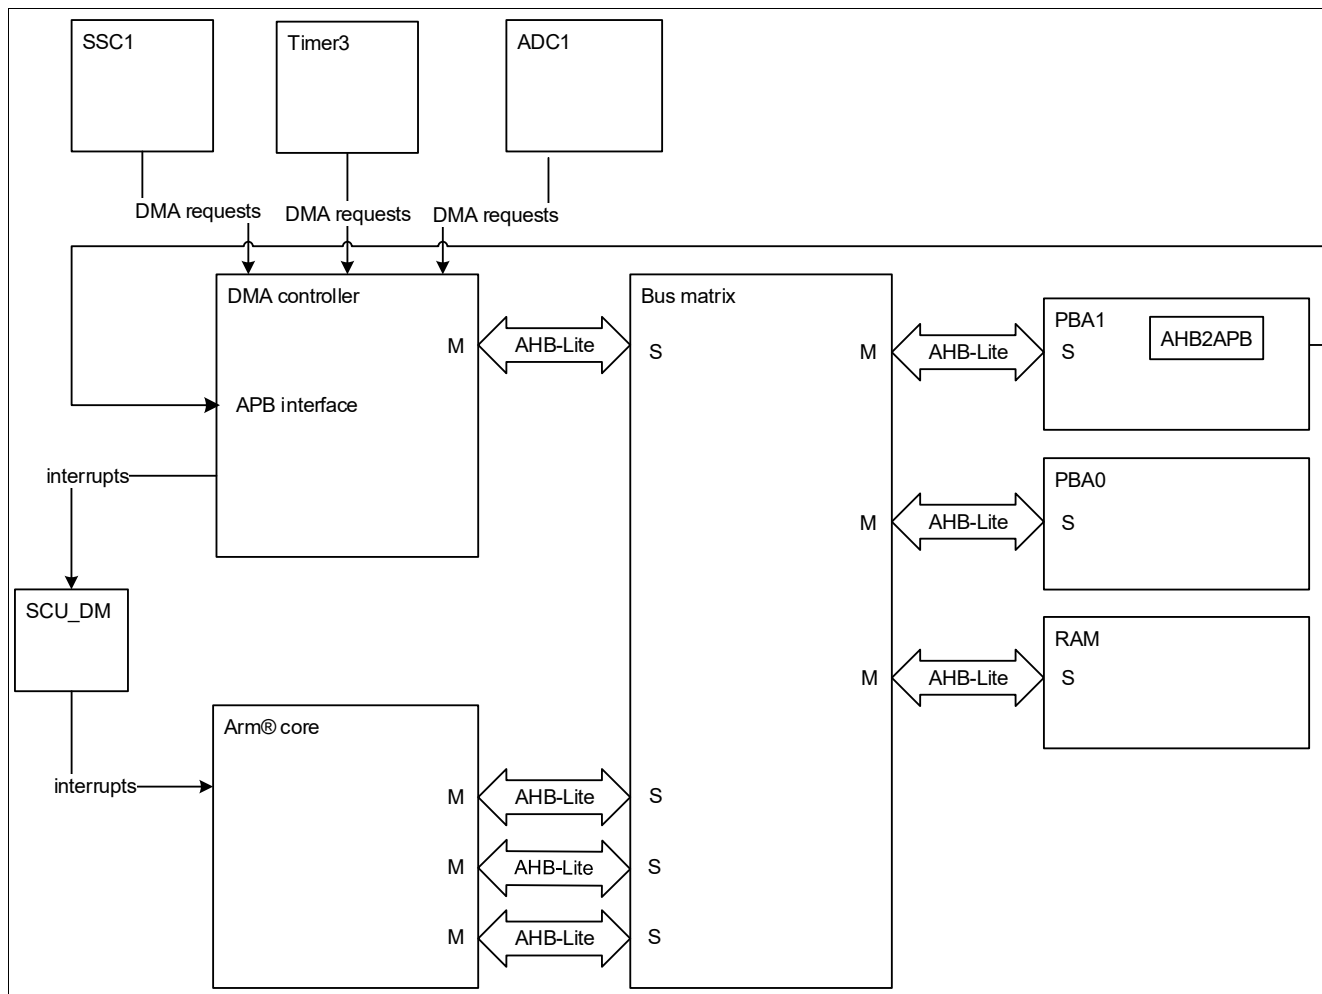 SSC1
Timer3
ADC1
DMA requests
DMA requests
DMA requests
DMA controller
M
AHB-Lite
APB interface
Bus matrix
S
M
AHB-Lite
PBA1
S
AHB2APB
interrupts
M
AHB-Lite
PBA0
S
SCU_DM
M
AHB-Lite
RAM
S
Arm® core
interrupts
M
AHB-Lite
S
M
AHB-Lite
S
M
AHB-Lite
S